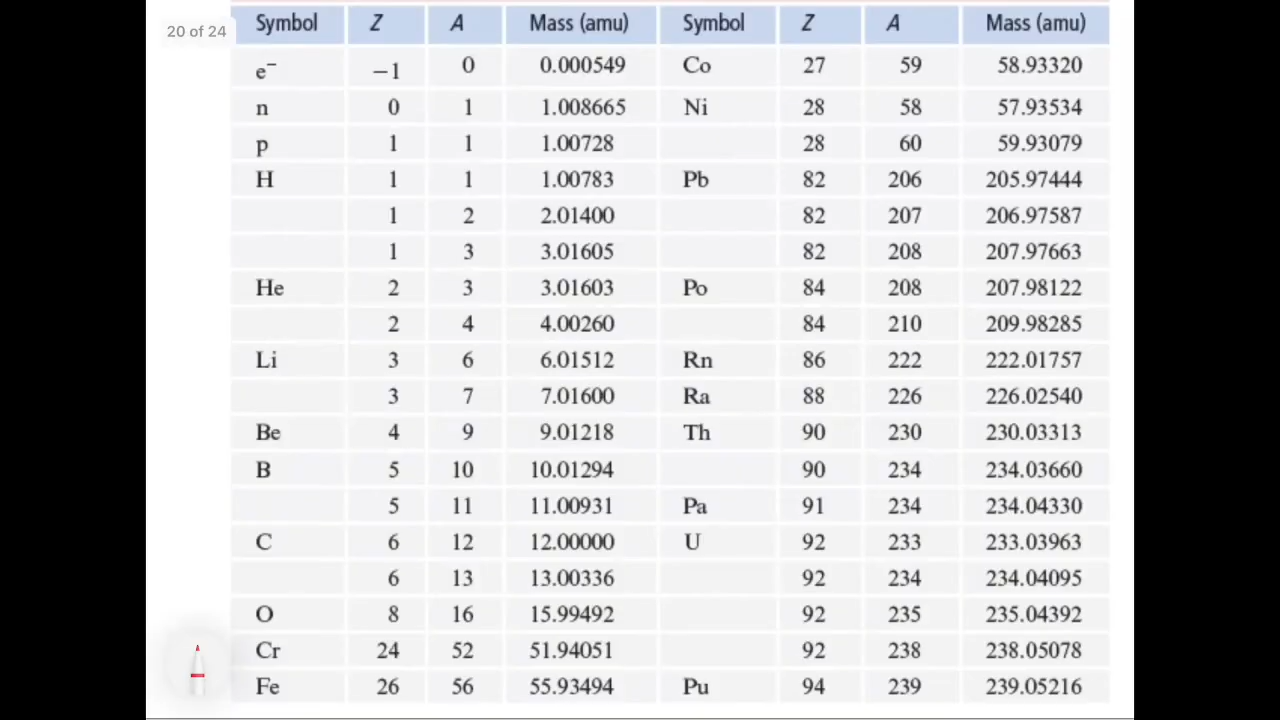 20 of 24
Symbol Z A Mass (amu) Symbol Z A Mass (amu)
e⁻ −1 0 0.000549 Co 27 59 58.93320
n 0 1 1.008665 Ni 28 58 57.93534
p 1 1 1.00728 28 60 59.93079
H 1 1 1.00783 Pb 82 206 205.97444
1 2 2.01400 82 207 206.97587
1 3 3.01605 82 208 207.97663
He 2 3 3.01603 Po 84 208 207.98122
2 4 4.00260 84 210 209.98285
Li 3 6 6.01512 Rn 86 222 222.01757
3 7 7.01600 Ra 88 226 226.02540
Be 4 9 9.01218 Th 90 230 230.03313
B 5 10 10.01294 90 234 234.03660
5 11 11.00931 Pa 91 234 234.04330
C 6 12 12.00000 U 92 233 233.03963
6 13 13.00336 92 234 234.04095
O 8 16 15.99492 92 235 235.04392
Cr 24 52 51.94051 92 238 238.05078
Fe 26 56 55.93494 Pu 94 239 239.05216